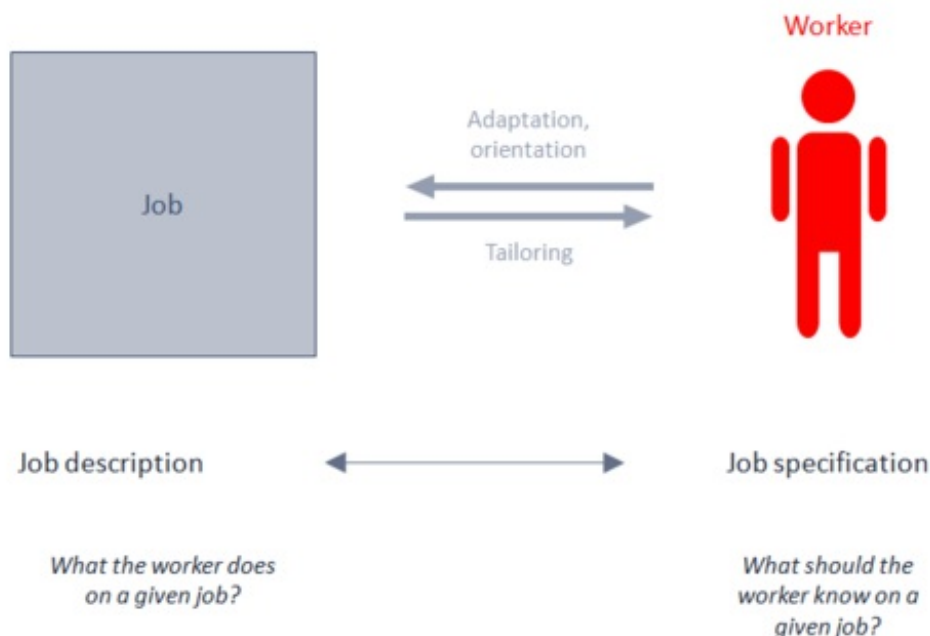 Worker
Adaptation,
orientation
Job
Tailoring
Job description
Job specification
What the worker does
on a given job?
What should the
worker know on a
given job?